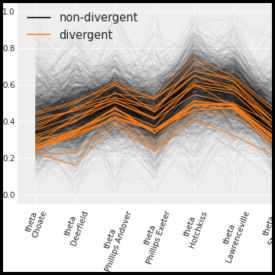 1.0
0.8
0.6
0.4
0.2
0.0
non-divergent
divergent
theta
Choate
theta
Deerfield
theta
Phillips Andover
theta
Phillips Exeter
theta
Hotchkiss
theta
Lawrenceville
theta